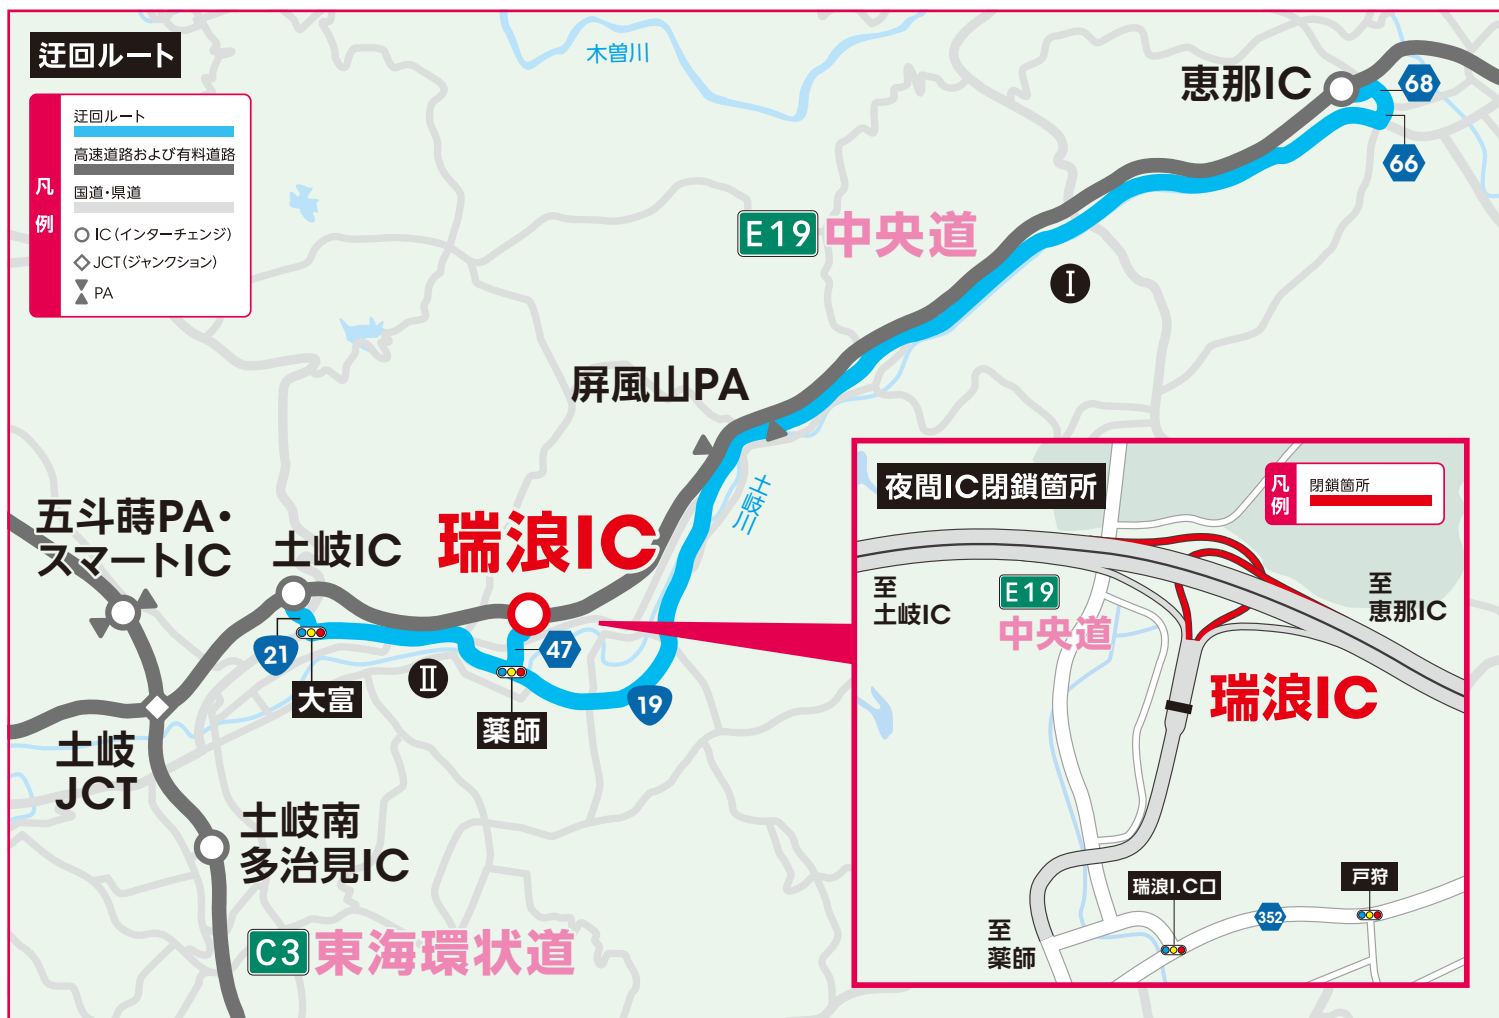 迂回ルート
凡例
迂回ルート
高速道路および有料道路
国道・県道
IC(インターチェンジ)
JCT(ジャンクション)
PA
木曽川
恵那IC
68
66
E19 中央道
I
屏風山PA
土岐川
五斗蒔PA・
スマートIC
土岐IC
瑞浪IC
21
大富
II
47
薬師
19
土岐
JCT
土岐南
多治見IC
C3 東海環状道
夜間IC閉鎖箇所
凡例
閉鎖箇所
至
土岐IC
E19
中央道
至
恵那IC
瑞浪IC
瑞浪I.C口
戸狩
352
至
薬師